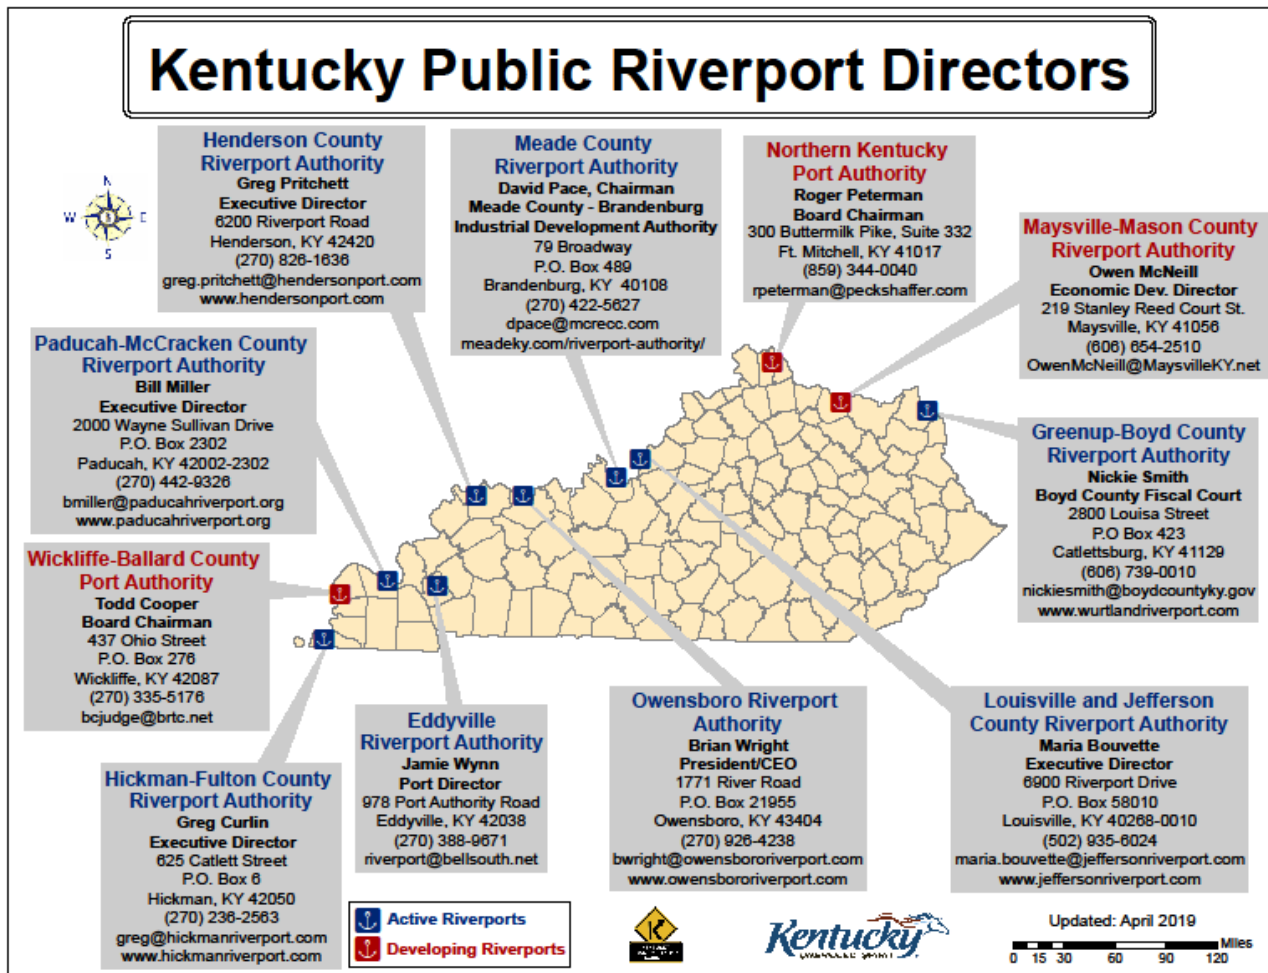 Kentucky Public Riverport Directors
N
W
E
S
Henderson County
Riverport Authority
Greg Pritchett
Executive Director
6200 Riverport Road
Henderson, KY 42420
(270) 826-1636
greg.pritchett@hendersonport.com
www.hendersonport.com
Meade County
Riverport Authority
David Pace, Chairman
Meade County - Brandenburg
Industrial Development Authority
79 Broadway
P.O. Box 489
Brandenburg, KY 40108
(270) 422-5627
dpace@mcrecc.com
meadeky.com/riverport-authority/
Northern Kentucky
Port Authority
Roger Peterman
Board Chairman
300 Buttermilk Pike, Suite 332
Ft. Mitchell, KY 41017
(859) 344-0040
rpeterman@peckshaffer.com
Maysville-Mason County
Riverport Authority
Owen McNeill
Economic Dev. Director
219 Stanley Reed Court St.
Maysville, KY 41056
(606) 654-2510
OwenMcNeill@MaysvilleKY.net
Paducah-McCracken County
Riverport Authority
Bill Miller
Executive Director
2000 Wayne Sullivan Drive
P.O. Box 2302
Paducah, KY 42002-2302
(270) 442-9326
bmiller@paducahriverport.org
www.paducahriverport.org
Greenup-Boyd County
Riverport Authority
Nickie Smith
Boyd County Fiscal Court
2800 Louisa Street
P.O Box 423
Catlettsburg, KY 41129
(606) 739-0010
nickiesmith@boydcountyky.gov
www.wurtlandriverport.com
Wickliffe-Ballard County
Port Authority
Todd Cooper
Board Chairman
437 Ohio Street
P.O. Box 276
Wickliffe, KY 42087
(270) 335-5176
bcjudge@brtc.net
Hickman-Fulton County
Riverport Authority
Greg Curlin
Executive Director
625 Catlett Street
P.O. Box 6
Hickman, KY 42050
(270) 236-2563
greg@hickmanriverport.com
www.hickmanriverport.com
Eddyville
Riverport Authority
Jamie Wynn
Port Director
978 Port Authority Road
Eddyville, KY 42038
(270) 388-9671
riverport@bellsouth.net
Owensboro Riverport
Authority
Brian Wright
President/CEO
1771 River Road
P.O. Box 21955
Owensboro, KY 43404
(270) 926-4238
bwright@owensbororiverport.com
www.owensbororiverport.com
Louisville and Jefferson
County Riverport Authority
Maria Bouvette
Executive Director
6900 Riverport Drive
P.O. Box 58010
Louisville, KY 40268-0010
(502) 935-6024
maria.bouvette@jeffersonriverport.com
www.jeffersonriverport.com
Active Riverports
Developing Riverports
Kentucky
UNBRIDLED SPIRIT
Updated: April 2019
Miles
0 15 30 60 90 120